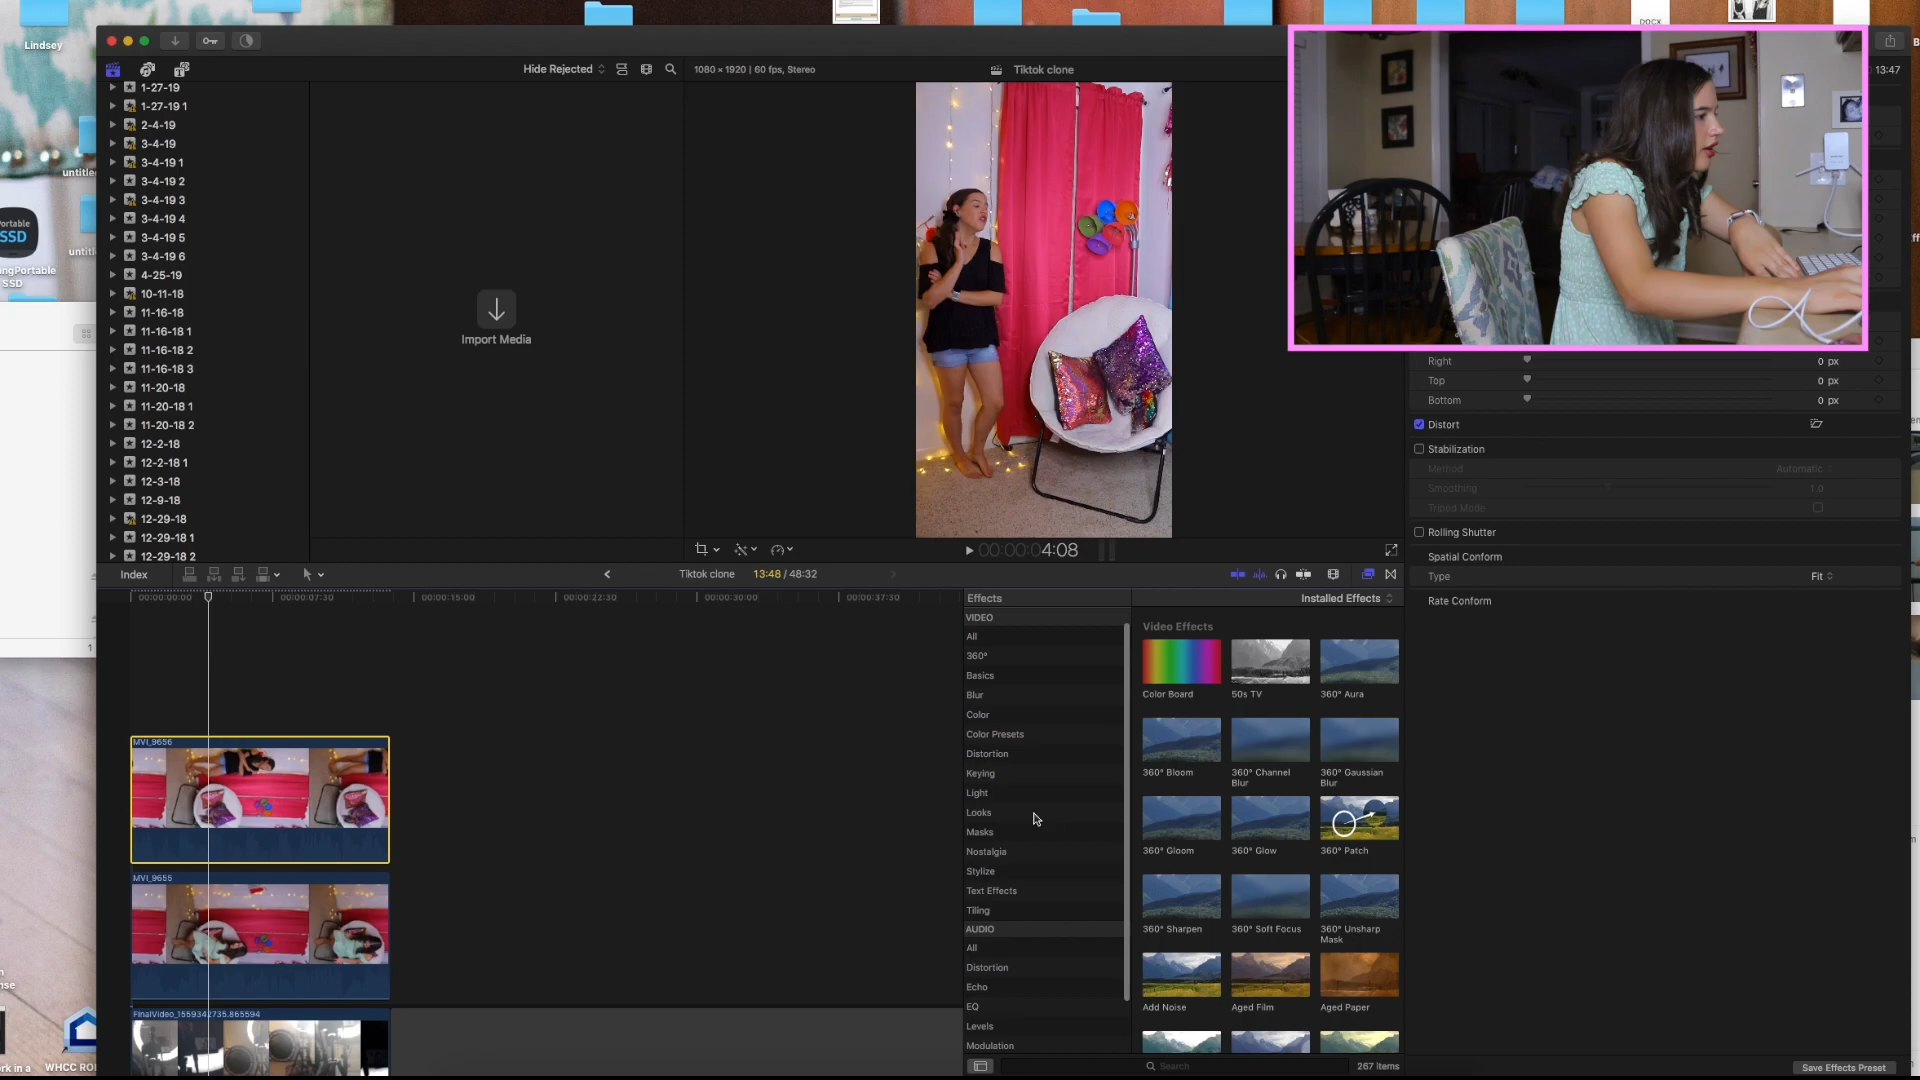 Lindsey
DOCX
Hide Rejected
1080 × 1920 | 60 fps, Stereo
Tiktok clone
13:47
1-27-19
1-27-19 1
2-4-19
3-4-19
3-4-19 1
3-4-19 2
3-4-19 3
3-4-19 4
3-4-19 5
3-4-19 6
4-25-19
10-11-18
11-16-18
11-16-18 1
11-16-18 2
11-16-18 3
11-20-18
11-20-18 1
11-20-18 2
12-2-18
12-2-18 1
12-3-18
12-9-18
12-29-18
12-29-18 1
12-29-18 2
SSD
SSD
Import Media
Right 0 px
Top 0 px
Bottom 0 px
Distort
Stabilization
Method Automatic
Smoothing 1.0
Tripod Mode
Rolling Shutter
Spatial Conform
Type Fit
Rate Conform
00:00:04:08
Index
Tiktok clone 13:48 / 48:32
00:00:00:00 00:00:07:30 00:00:15:00 00:00:22:30 00:00:30:00 00:00:37:30
MVI_9656
MVI_9655
FinalVideo_1559342735.865594
Effects
Installed Effects
VIDEO
All
360°
Basics
Blur
Color
Color Presets
Distortion
Keying
Light
Looks
Masks
Nostalgia
Stylize
Text Effects
Tiling
AUDIO
All
Distortion
Echo
EQ
Levels
Modulation
Video Effects
Color Board
50s TV
360° Aura
360° Bloom
360° Channel Blur
360° Gaussian Blur
360° Gloom
360° Glow
360° Patch
360° Sharpen
360° Soft Focus
360° Unsharp Mask
Add Noise
Aged Film
Aged Paper
Search
267 items
Save Effects Preset